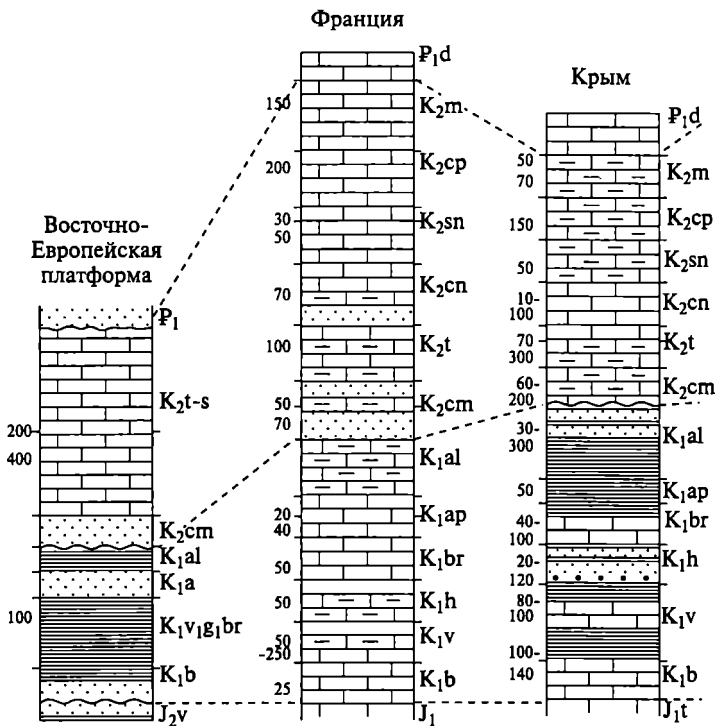 Франция
Крым
Восточно-
Европейская
платформа
P₁
K₂t-s
200
400
K₂cm
K₁al
K₁a
100
K₁v₁g₁br
K₁b
J₂v
P₁d
150
K₂m
200
K₂cp
30
50
K₂sn
70
K₂cn
100
K₂t
50
70
K₂cm
K₁al
20
40
K₁ap
50
K₁br
50
K₁h
50
-250
K₁v
25
K₁b
J₁
P₁d
50
70
K₂m
150
K₂cp
50
K₂sn
10-
100
K₂cn
70
300
K₂t
60-
200
K₂cm
30-
300
K₁al
50
K₁ap
40-
100
K₁br
20-
120
K₁h
80-
100
K₁v
100-
140
K₁b
J₁t